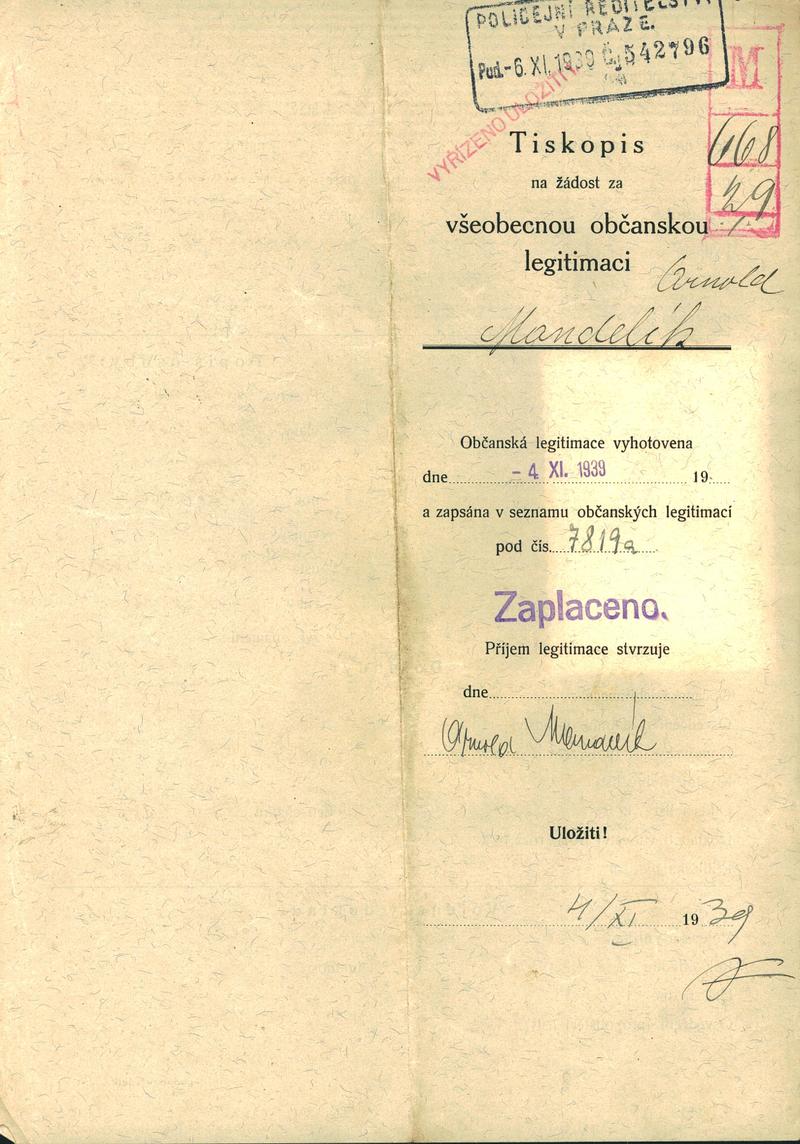 POLICEJNÍ ŘEDITELSTVÍ
V PRAZE.
Pod. -6. XI. 1939 Čj. 542796
VYŘÍZENO ULOŽITI
M
668
29
Tiskopis
na žádost za
všeobecnou občanskou
legitimaci
Arnold
Mandelík
Občanská legitimace vyhotovena
dne - 4. XI. 1939 19
a zapsána v seznamu občanských legitimací
pod čís. 7819a
Zaplaceno.
Příjem legitimace stvrzuje
dne
Arnold Mandelík
Uložiti!
4/XI 1939